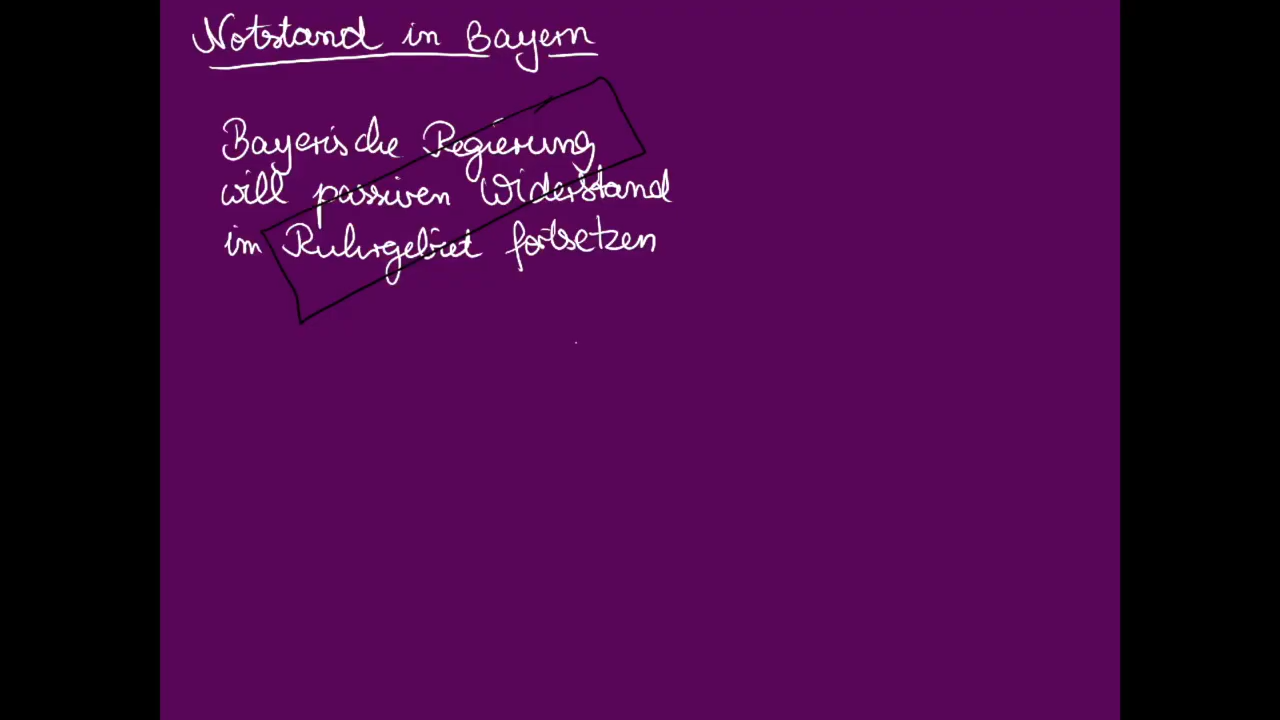 Notstand in Bayern
Bayerische Regierung
will passiven Widerstand
im Ruhrgebiet fortsetzen